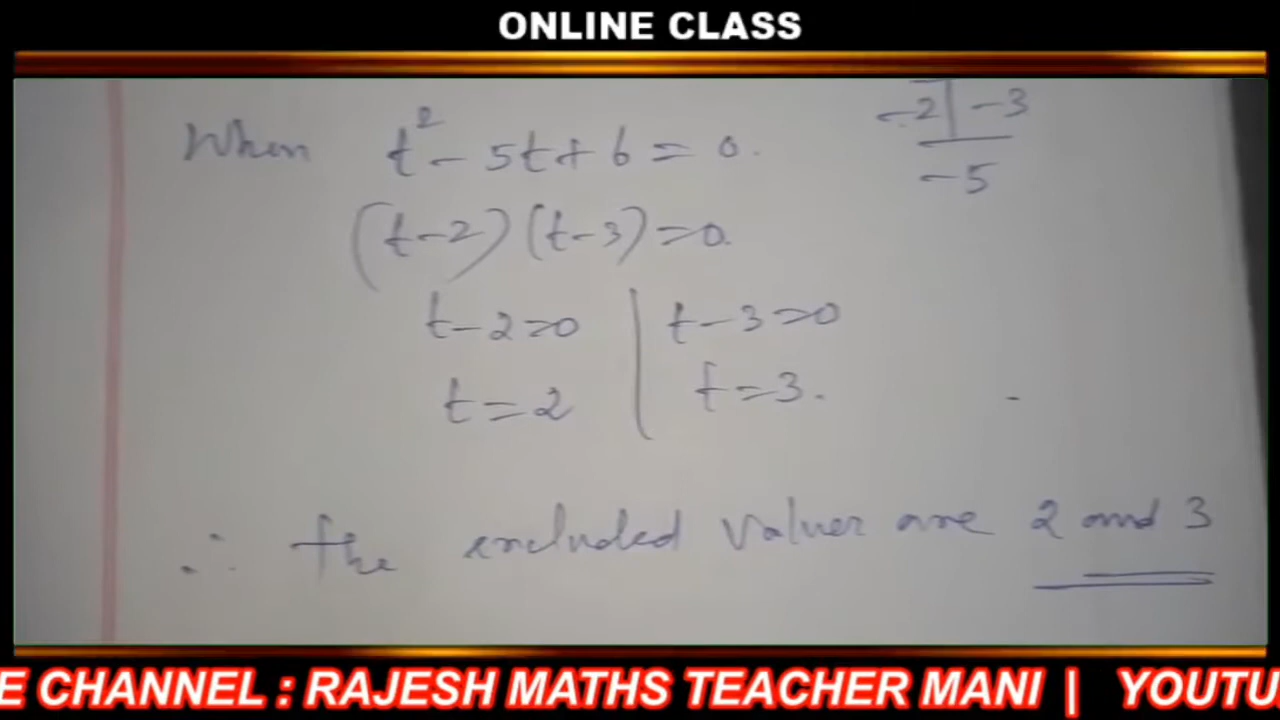 ONLINE CLASS
When t² - 5t + 6 = 0.
-2 | -3
-5
(t-2) (t-3) = 0.
t-2=0 | t-3=0
t=2 | t=3.
∴ The excluded values are 2 and 3
E CHANNEL : RAJESH MATHS TEACHER MANI | YOUTU